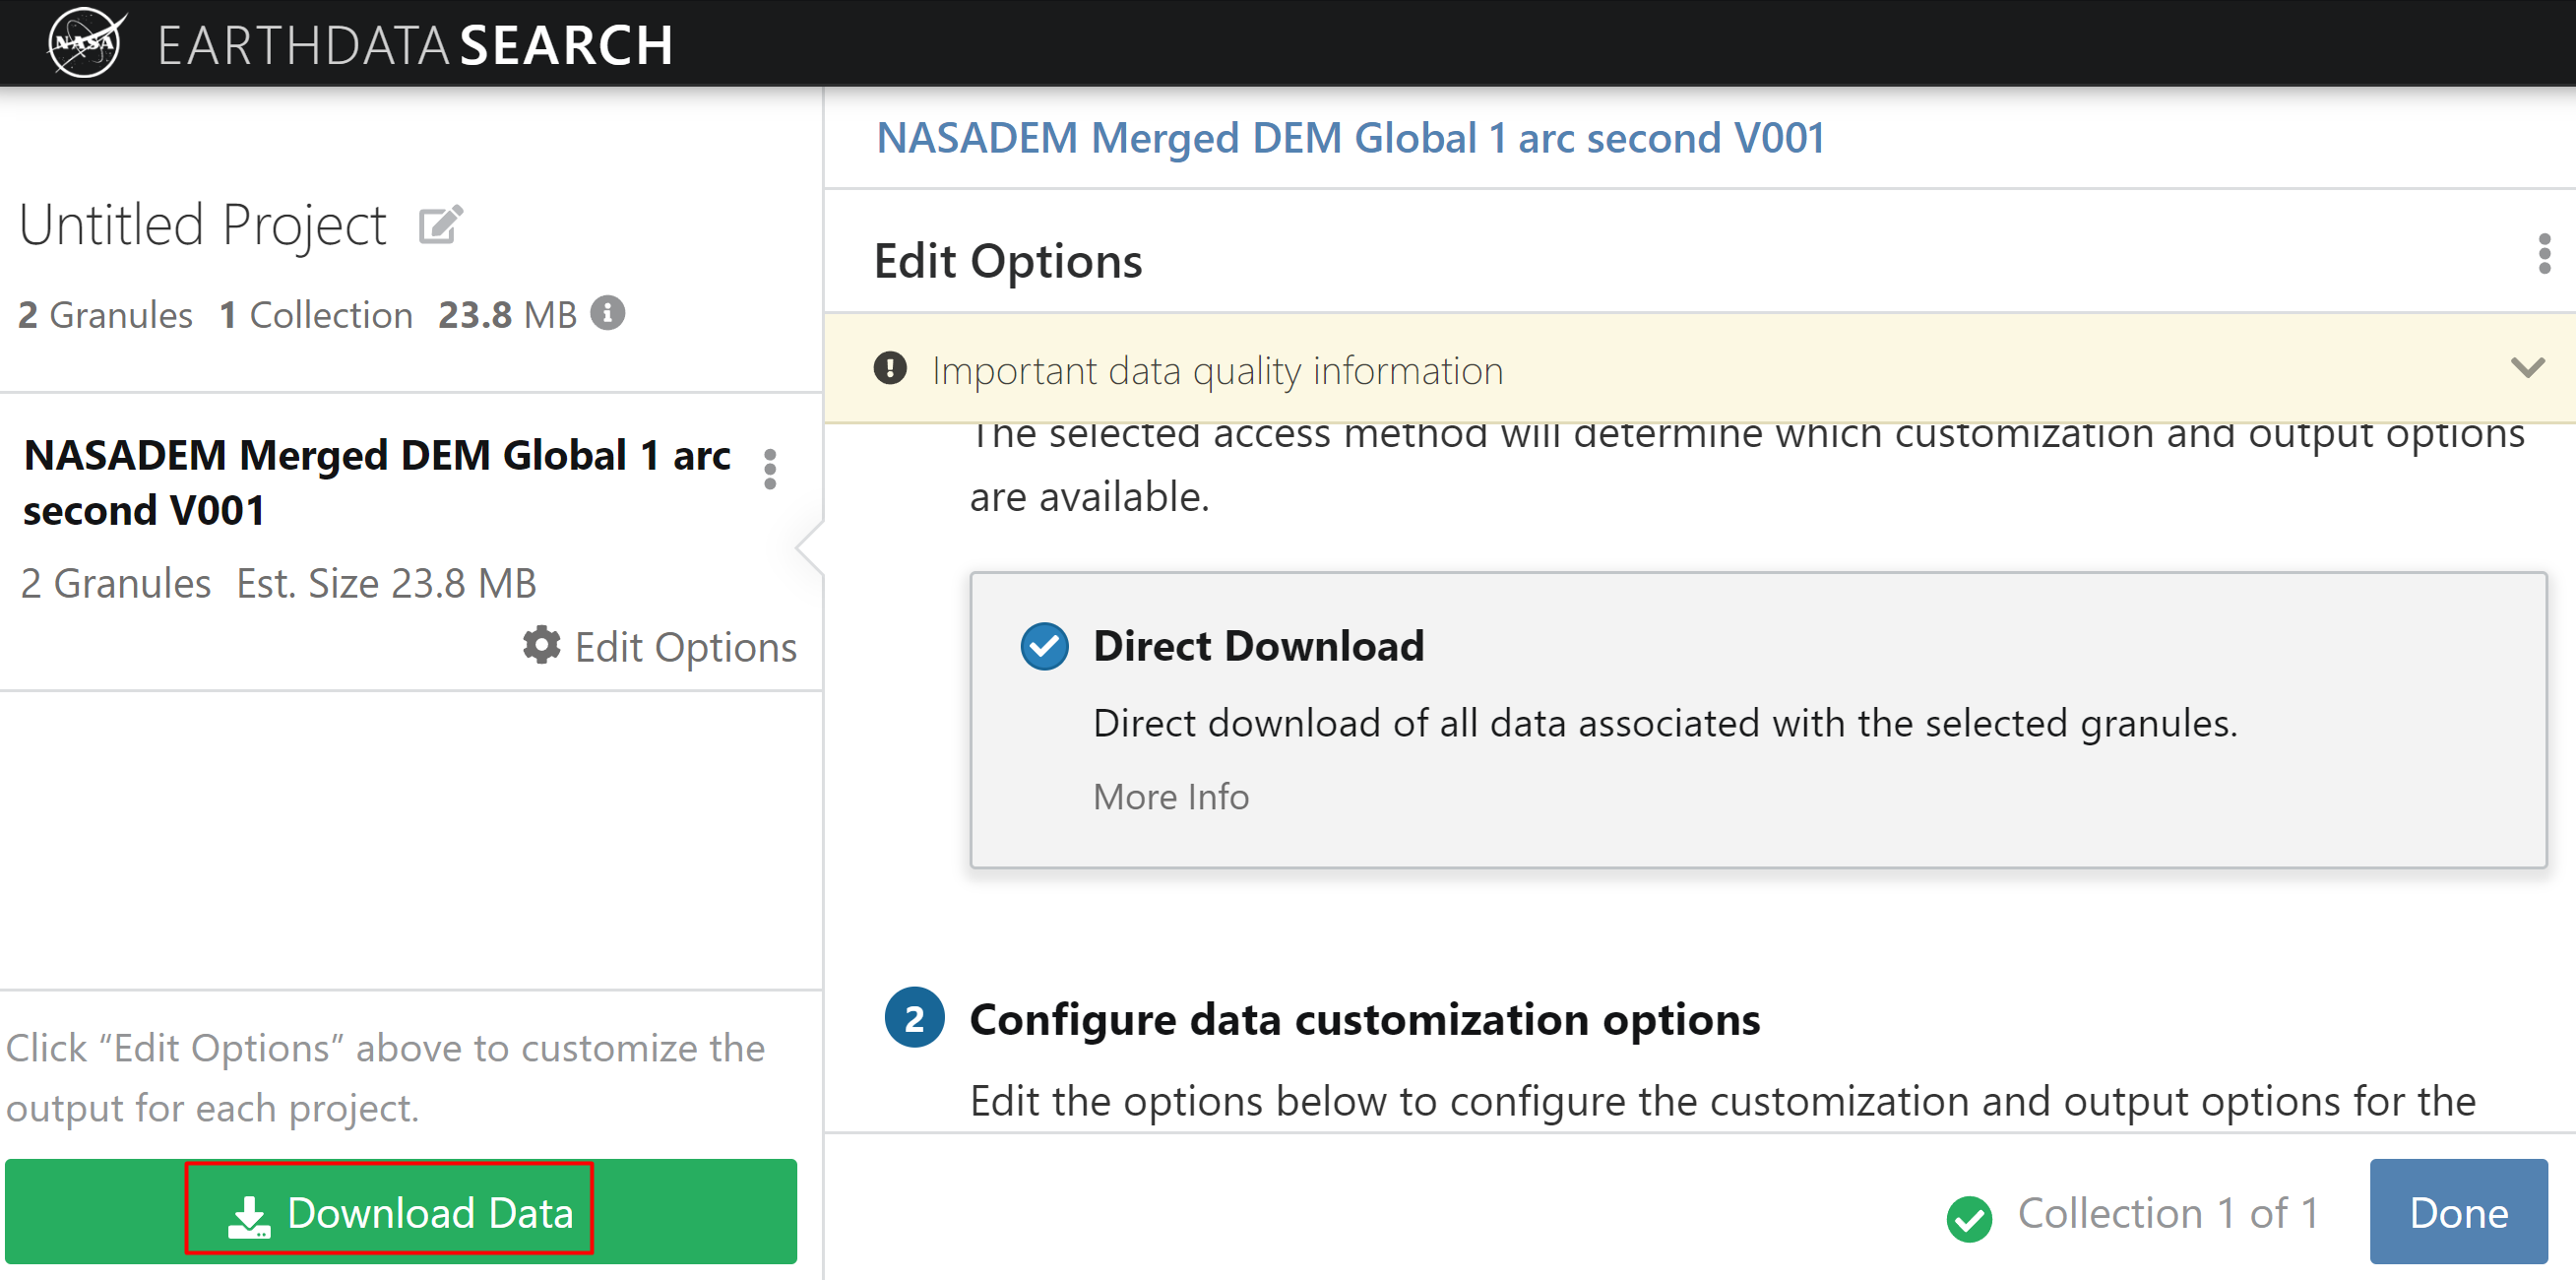 NASA EARTHDATA SEARCH
Untitled Project
2 Granules 1 Collection 23.8 MB
NASADEM Merged DEM Global 1 arc
second V001
2 Granules Est. Size 23.8 MB
Edit Options
Click “Edit Options” above to customize the
output for each project.
Download Data
NASADEM Merged DEM Global 1 arc second V001
Edit Options
Important data quality information
The selected access method will determine which customization and output options
are available.
Direct Download
Direct download of all data associated with the selected granules.
More Info
2 Configure data customization options
Edit the options below to configure the customization and output options for the
Collection 1 of 1
Done